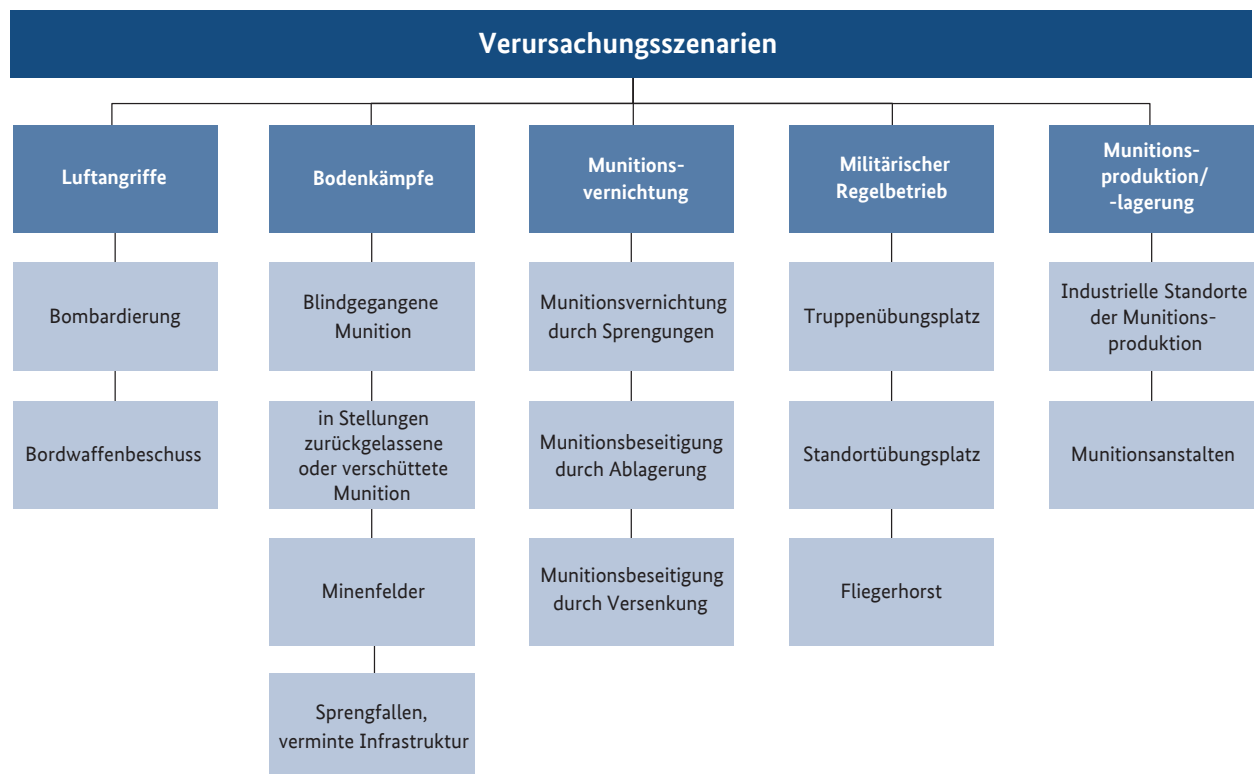 Verursachungsszenarien
Luftangriffe
Bombardierung
Bordwaffenbeschuss
Bodenkämpfe
Blindgegangene
Munition
in Stellungen
zurückgelassene
oder verschüttete
Munition
Minenfelder
Sprengfallen,
verminte Infrastruktur
Munitions-
vernichtung
Munitionsvernichtung
durch Sprengungen
Munitionsbeseitigung
durch Ablagerung
Munitionsbeseitigung
durch Versenkung
Militärischer
Regelbetrieb
Truppenübungsplatz
Standortübungsplatz
Fliegerhorst
Munitions-
produktion/
-lagerung
Industrielle Standorte
der Munitions-
produktion
Munitionsanstalten